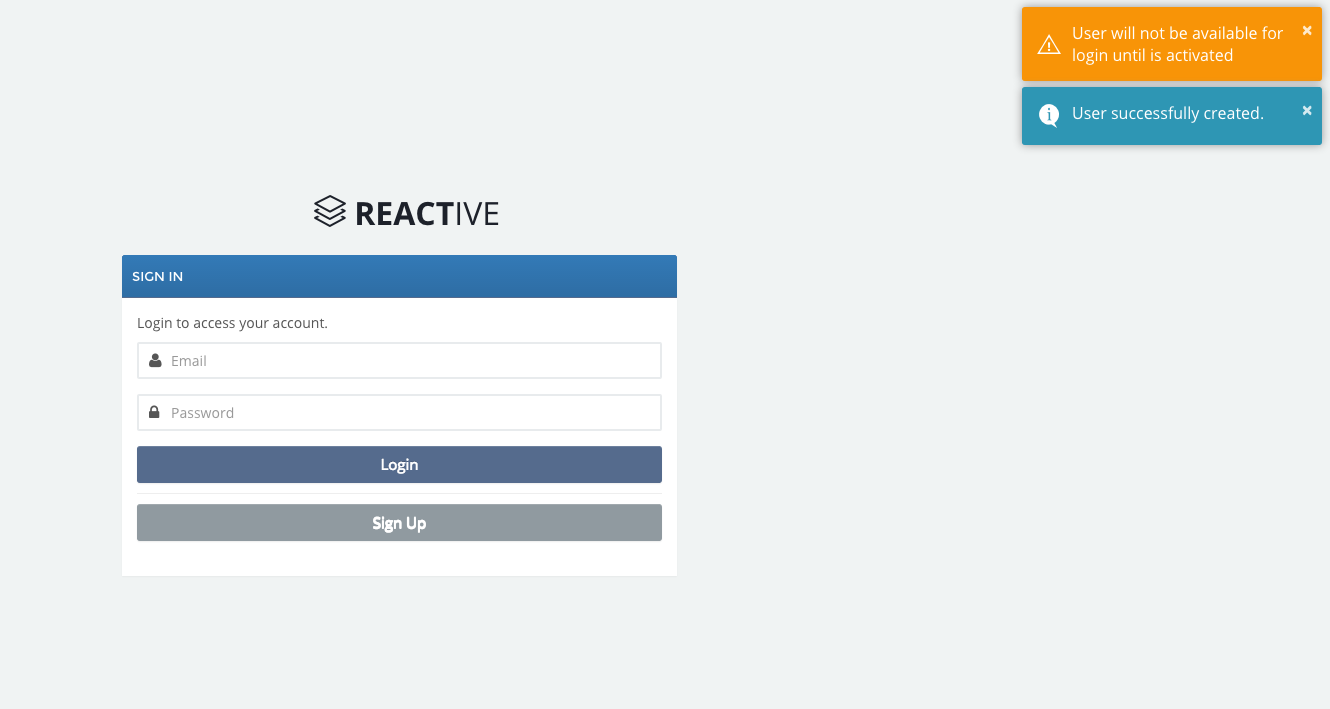 User will not be available for
login until is activated
User successfully created.
REACTIVE
SIGN IN
Login to access your account.
Email
Password
Login
Sign Up